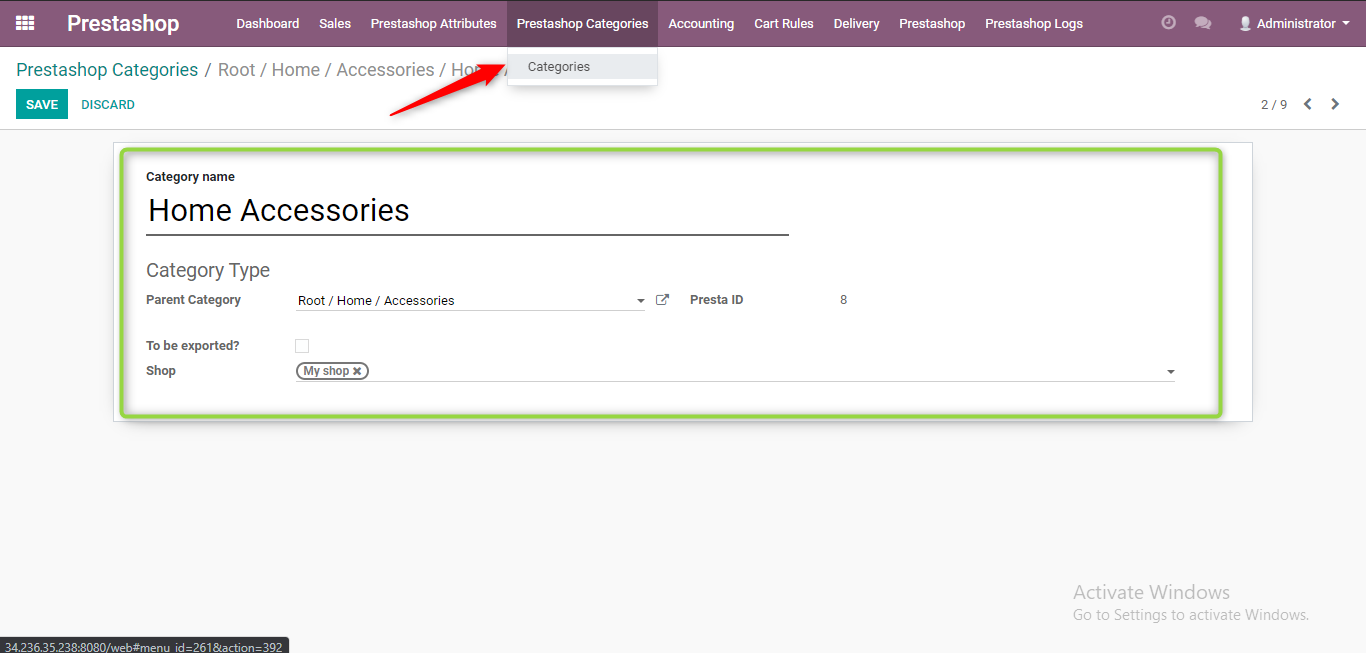 Prestashop Dashboard Sales Prestashop Attributes Prestashop Categories Accounting Cart Rules Delivery Prestashop Prestashop Logs Administrator
Prestashop Categories / Root / Home / Accessories /
Categories
SAVE DISCARD 2 / 9
Category name
Home Accessories
Category Type
Parent Category Root / Home / Accessories Presta ID 8
To be exported?
Shop My shop ×
Activate Windows
Go to Settings to activate Windows.
34.236.35.238:8080/web#menu_id=261&action=392